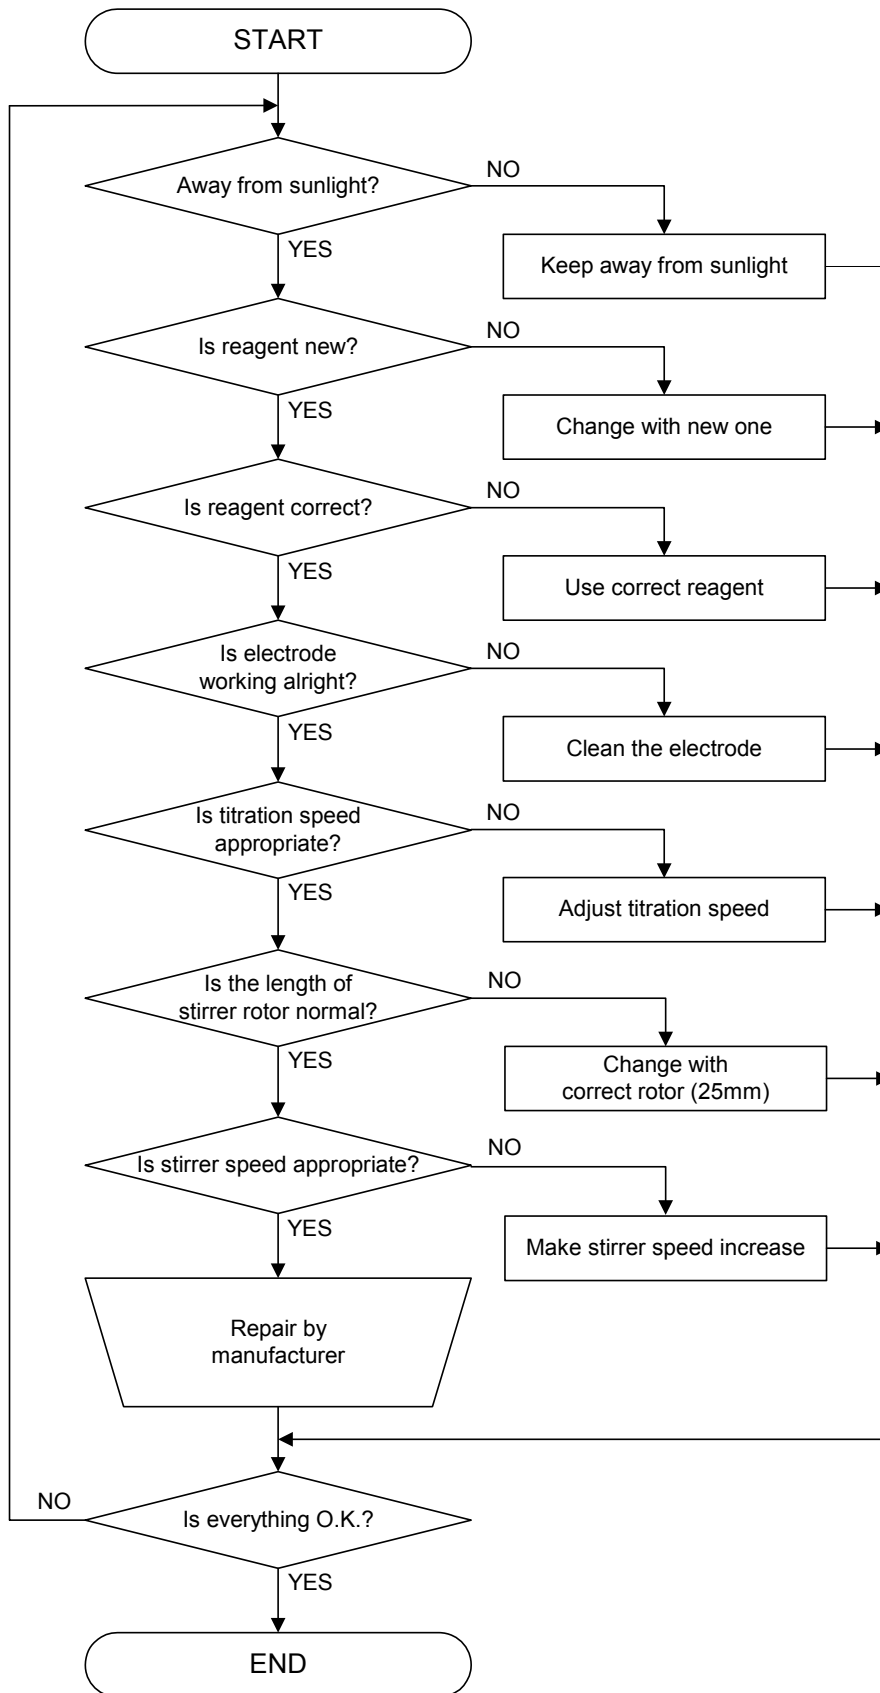 START
Away from sunlight?
NO
YES
Keep away from sunlight
Is reagent new?
NO
YES
Change with new one
Is reagent correct?
NO
YES
Use correct reagent
Is electrode
working alright?
NO
YES
Clean the electrode
Is titration speed
appropriate?
NO
YES
Adjust titration speed
Is the length of
stirrer rotor normal?
NO
YES
Change with
correct rotor (25mm)
Is stirrer speed appropriate?
NO
YES
Make stirrer speed increase
Repair by
manufacturer
NO
Is everything O.K.?
YES
END